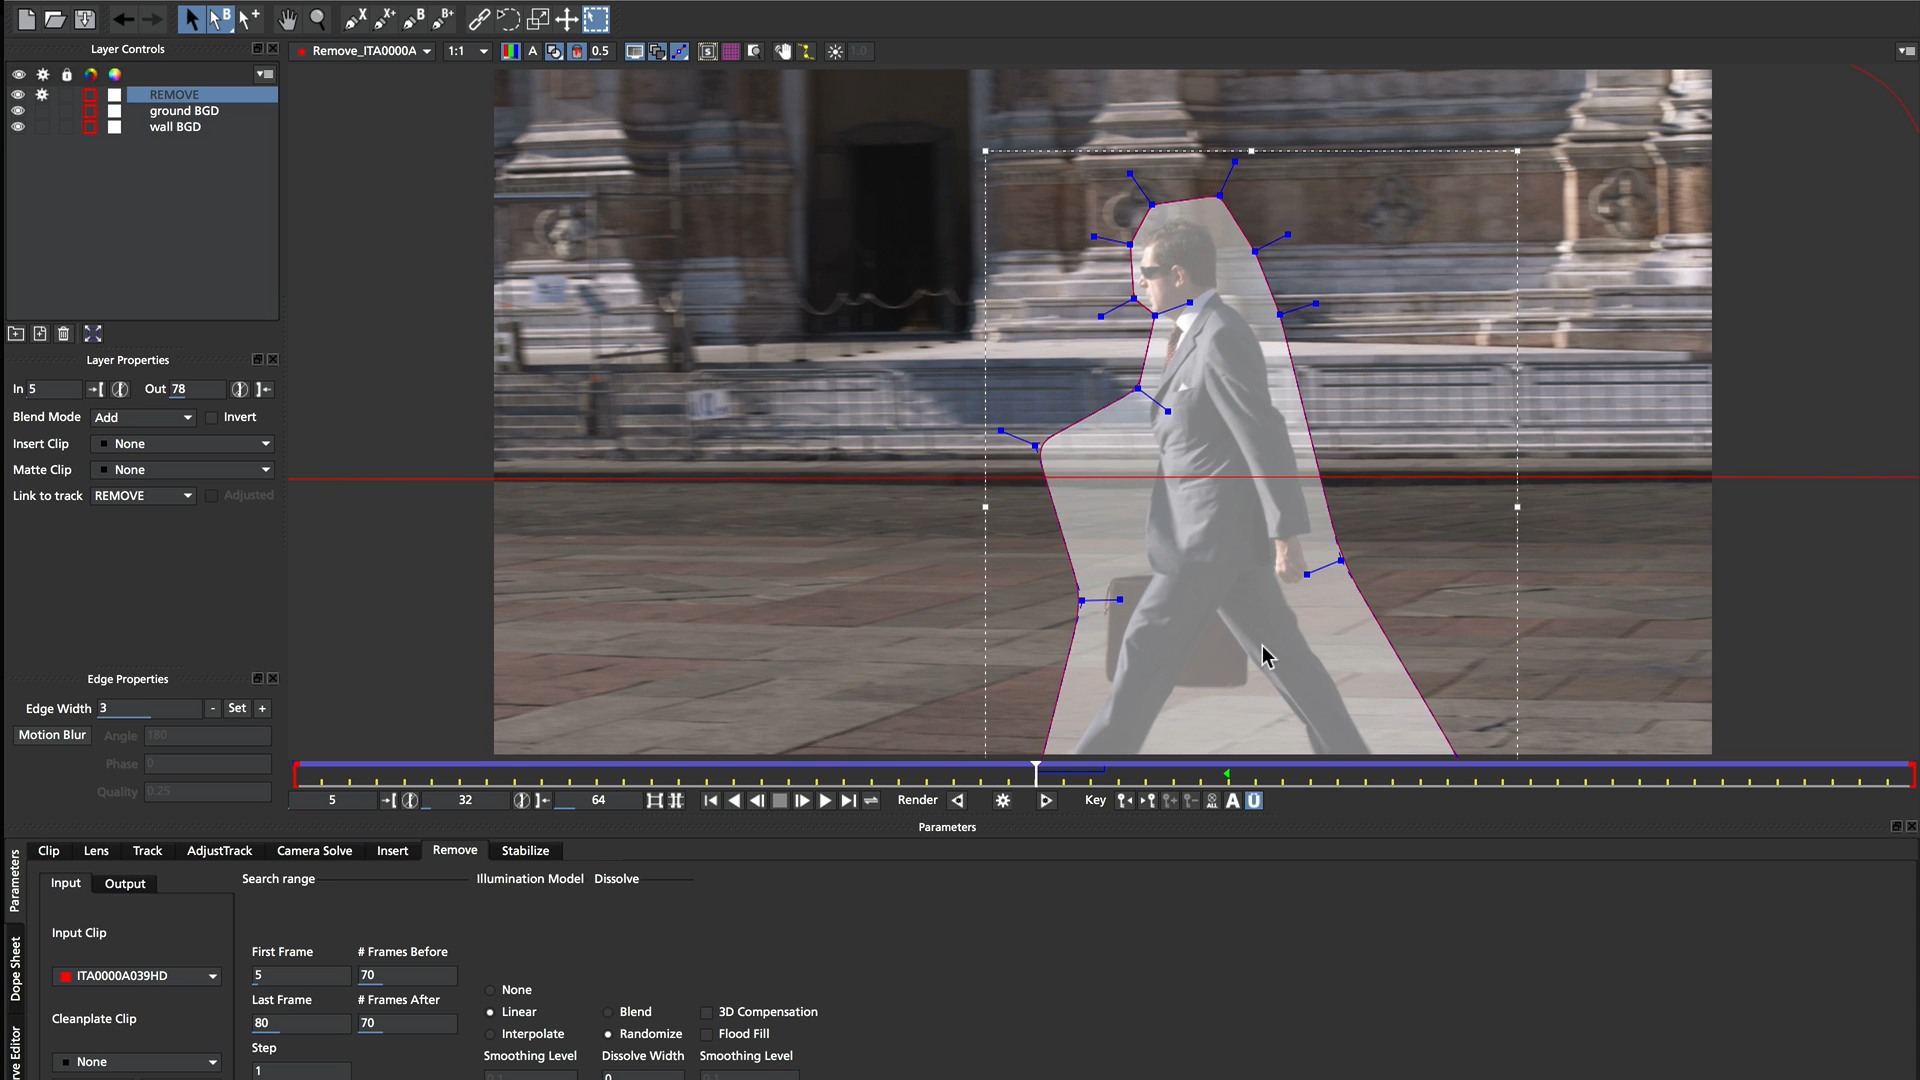 Layer Controls
Remove_ITA0000A
1:1
A
0.5
1.0
REMOVE
ground BGD
wall BGD
Layer Properties
In 5
Out 78
Blend Mode Add
Invert
Insert Clip None
Matte Clip None
Link to track REMOVE
Adjusted
Edge Properties
Edge Width 3
- Set +
Motion Blur Angle 180
Phase 0
Quality 0.25
5
32
64
Render
Key
ALL
A
U
Parameters
Clip Lens Track AdjustTrack Camera Solve Insert Remove Stabilize
Parameters
Dope Sheet
Input Output
Input Clip
ITA0000A039HD
Cleanplate Clip
None
Search range
First Frame # Frames Before
5 70
Last Frame # Frames After
80 70
Step
1
Illumination Model
None
Linear
Interpolate
Smoothing Level
Dissolve
Blend
Randomize
Dissolve Width
0
3D Compensation
Flood Fill
Smoothing Level